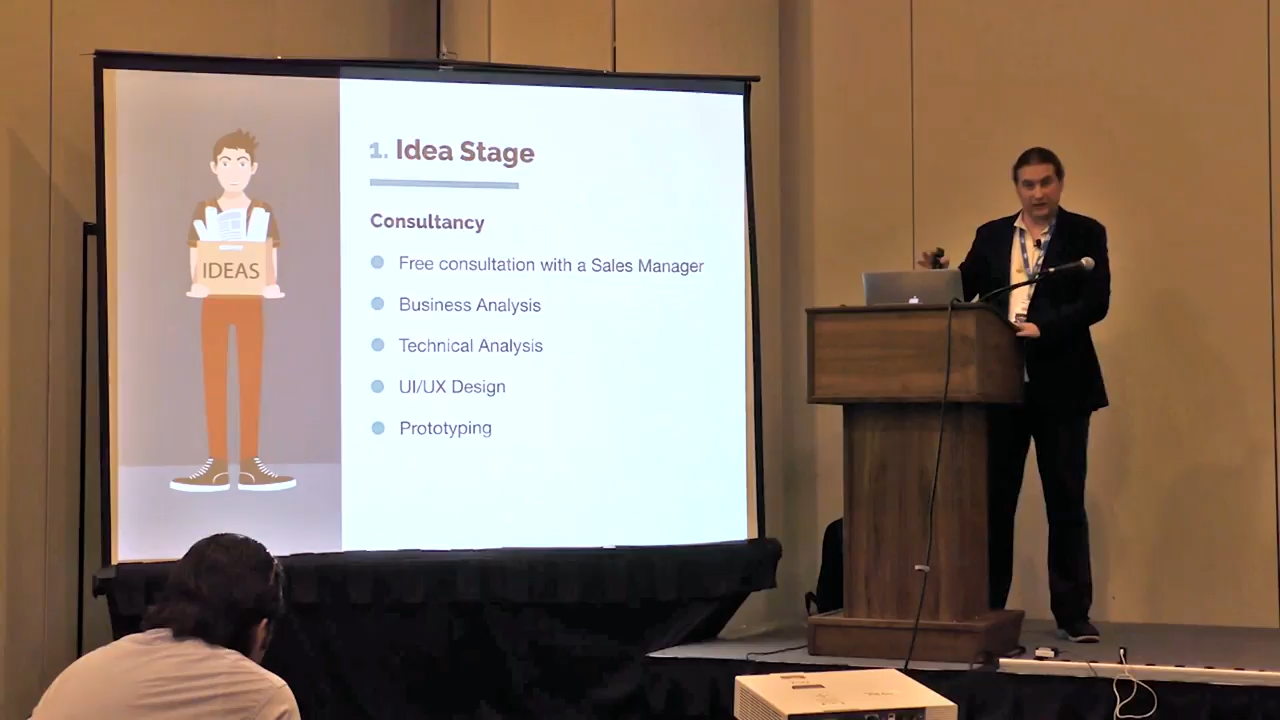 1. Idea Stage
Consultancy
Free consultation with a Sales Manager
Business Analysis
Technical Analysis
UI/UX Design
Prototyping
IDEAS